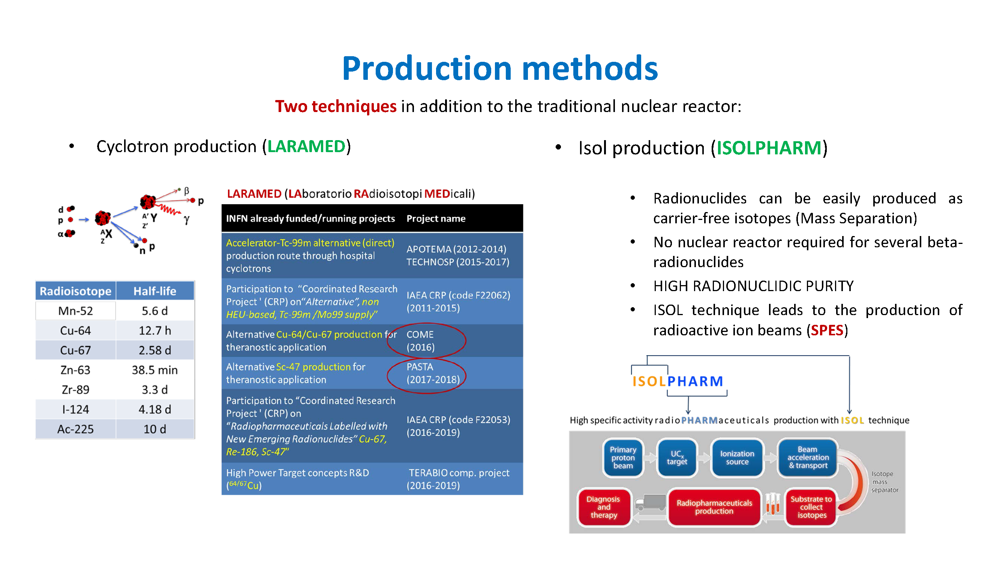 Production methods
Two techniques in addition to the traditional nuclear reactor:
• Cyclotron production (LARAMED)
d
p
α
A
Z
X
A'
Z'
Y
β
p
γ
n
p
Radioisotope Half-life
Mn-52 5.6 d
Cu-64 12.7 h
Cu-67 2.58 d
Zn-63 38.5 min
Zr-89 3.3 d
I-124 4.18 d
Ac-225 10 d
LARAMED (LAboratorio RAdioisotopi MEDicali)
INFN already funded/running projects Project name
Accelerator-Tc-99m alternative (direct)
production route through hospital
cyclotrons
APOTEMA (2012-2014)
TECHNOSP (2015-2017)
Participation to “Coordinated Research
Project ' (CRP) on“Alternative”, non
HEU-based, Tc-99m /Mo99 supply”
IAEA CRP (code F22062)
(2011-2015)
Alternative Cu-64/Cu-67 production for
theranostic application
COME
(2016)
Alternative Sc-47 production for
theranostic application
PASTA
(2017-2018)
Participation to “Coordinated Research
Project ' (CRP) on
“Radiopharmaceuticals Labelled with
New Emerging Radionuclides” Cu-67,
Re-186, Sc-47”
IAEA CRP (code F22053)
(2016-2019)
High Power Target concepts R&D
(64/67Cu)
TERABIO comp. project
(2016-2019)
• Isol production (ISOLPHARM)
• Radionuclides can be easily produced as
carrier-free isotopes (Mass Separation)
• No nuclear reactor required for several beta-
radionuclides
• HIGH RADIONUCLIDIC PURITY
• ISOL technique leads to the production of
radioactive ion beams (SPES)
ISOLPHARM
High specific activity radioPHARMaceuticals production with ISOL technique
Primary
proton
beam
UCx
target
Ionization
source
Beam
acceleration
& transport
Isotope
mass
separator
Diagnosis
and
therapy
Radiopharmaceuticals
production
Substrate to
collect
isotopes